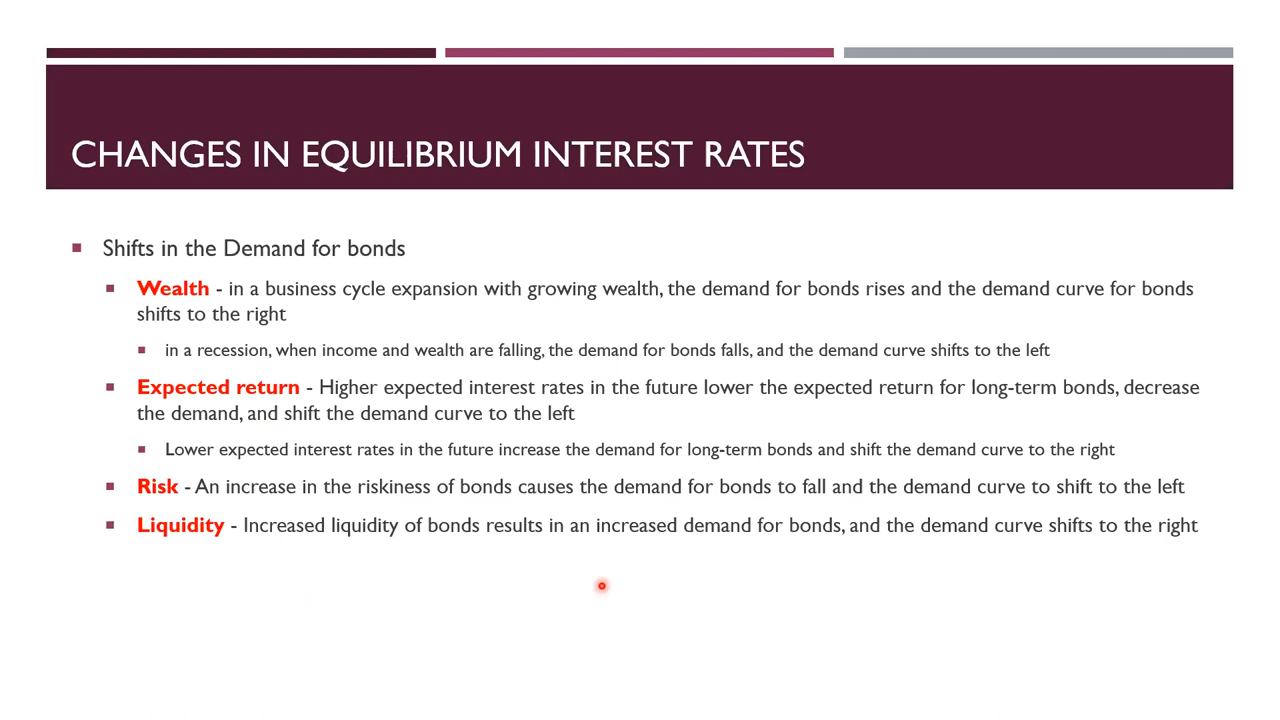 CHANGES IN EQUILIBRIUM INTEREST RATES
Shifts in the Demand for bonds
Wealth - in a business cycle expansion with growing wealth, the demand for bonds rises and the demand curve for bonds
shifts to the right
in a recession, when income and wealth are falling, the demand for bonds falls, and the demand curve shifts to the left
Expected return - Higher expected interest rates in the future lower the expected return for long-term bonds, decrease
the demand, and shift the demand curve to the left
Lower expected interest rates in the future increase the demand for long-term bonds and shift the demand curve to the right
Risk - An increase in the riskiness of bonds causes the demand for bonds to fall and the demand curve to shift to the left
Liquidity - Increased liquidity of bonds results in an increased demand for bonds, and the demand curve shifts to the right